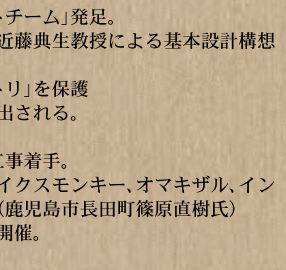 トチーム」発足。
近藤典生教授による基本設計構想
トリ」を保護
出される。
工事着手。
イクスモンキー、オマキザル、イン
（鹿児島市長田町篠原直樹氏）
開催。